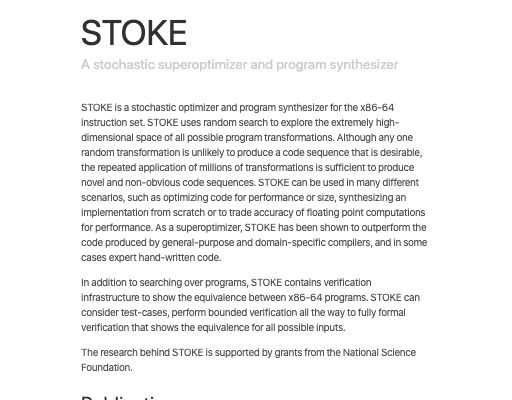 STOKE
A stochastic superoptimizer and program synthesizer
STOKE is a stochastic optimizer and program synthesizer for the x86-64
instruction set. STOKE uses random search to explore the extremely high-
dimensional space of all possible program transformations. Although any one
random transformation is unlikely to produce a code sequence that is desirable,
the repeated application of millions of transformations is sufficient to produce
novel and non-obvious code sequences. STOKE can be used in many different
scenarios, such as optimizing code for performance or size, synthesizing an
implementation from scratch or to trade accuracy of floating point computations
for performance. As a superoptimizer, STOKE has been shown to outperform the
code produced by general-purpose and domain-specific compilers, and in some
cases expert hand-written code.
In addition to searching over programs, STOKE contains verification
infrastructure to show the equivalence between x86-64 programs. STOKE can
consider test-cases, perform bounded verification all the way to fully formal
verification that shows the equivalence for all possible inputs.
The research behind STOKE is supported by grants from the National Science
Foundation.